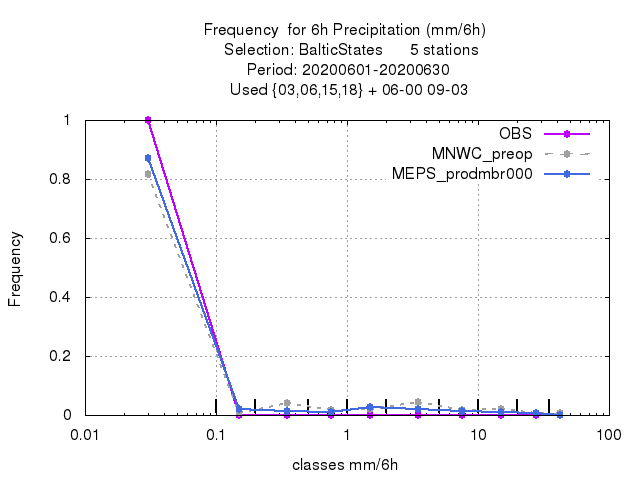 Frequency  for 6h Precipitation (mm/6h)
Selection: BalticStates      5 stations
Period: 20200601-20200630
Used {03,06,15,18} + 06-00 09-03
OBS
MNWC_preop
MEPS_prodmbr000
1
0.8
0.6
0.4
0.2
0
Frequency
0.01 0.1 1 10 100
classes mm/6h